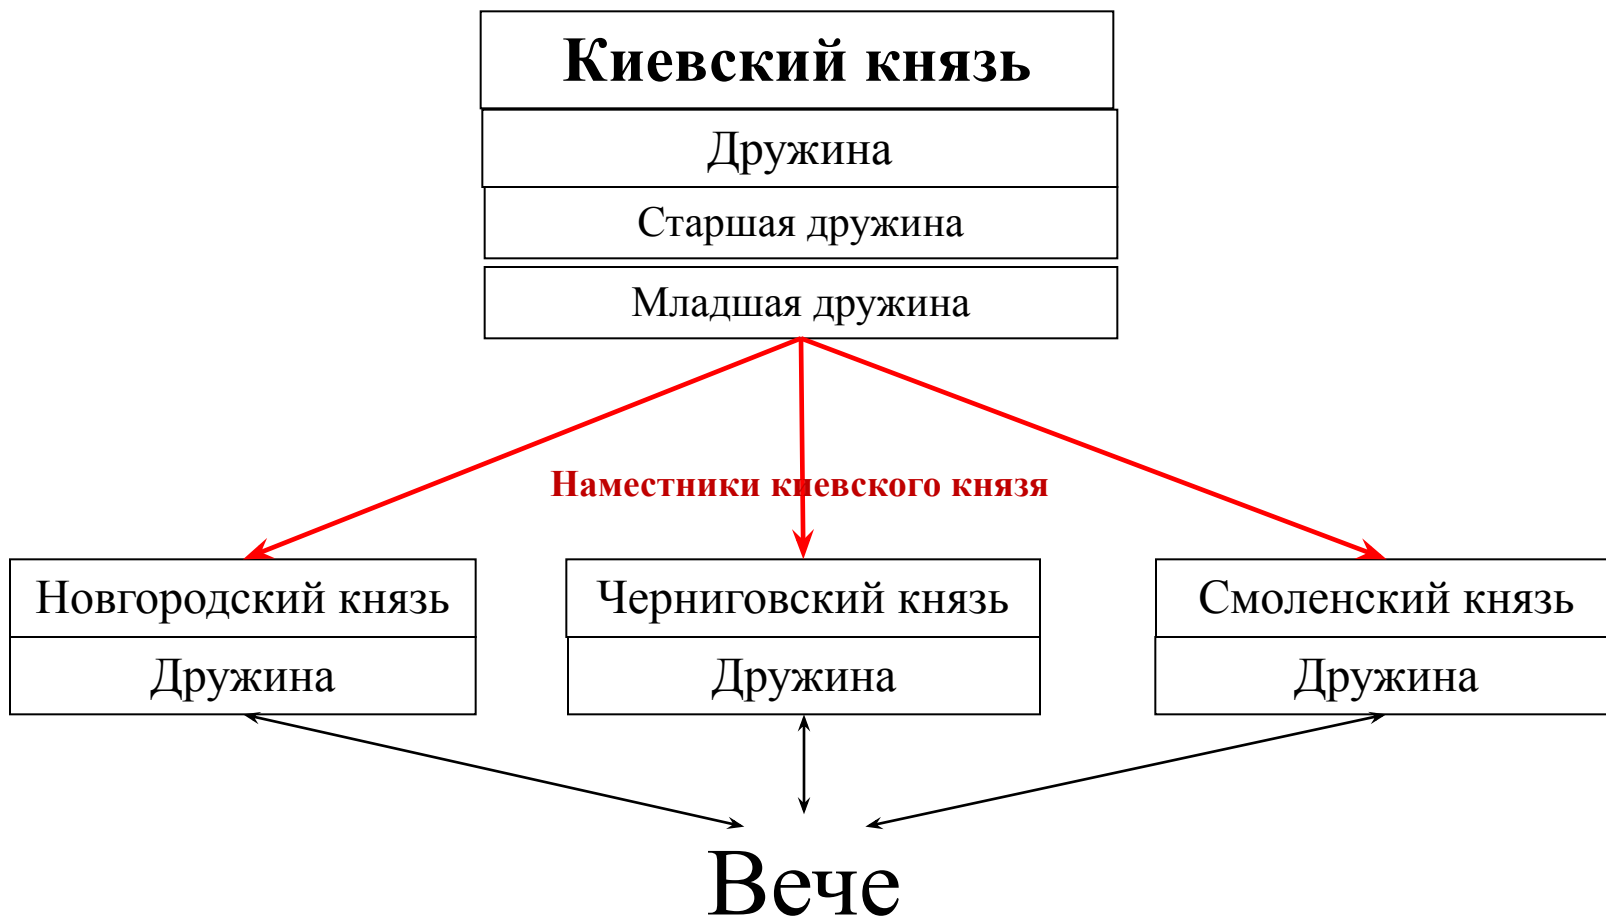 Киевский князь
Дружина
Старшая дружина
Младшая дружина
Наместники киевского князя
Новгородский князь
Дружина
Черниговский князь
Дружина
Смоленский князь
Дружина
Вече